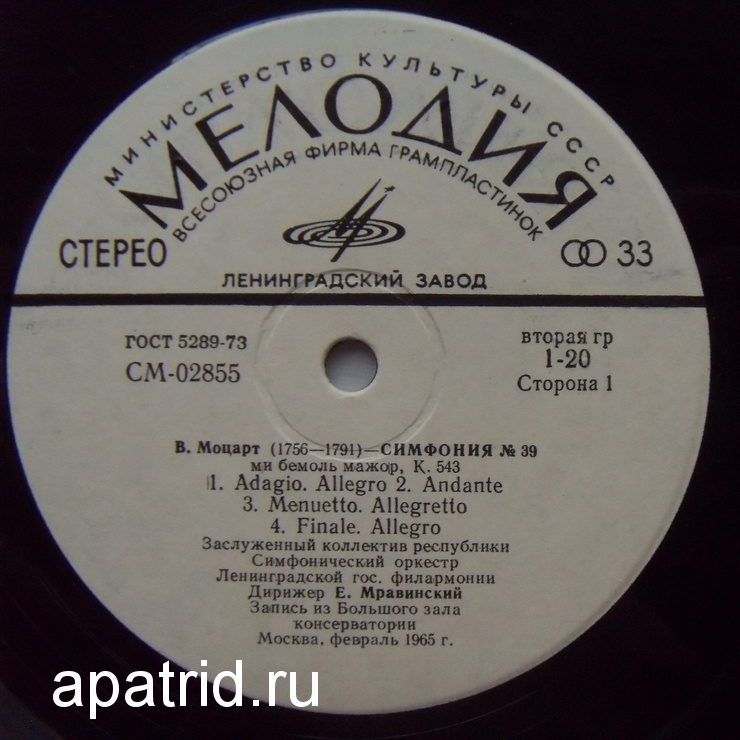 МИНИСТЕРСТВО КУЛЬТУРЫ СССР
МЕЛОДИЯ
ВСЕСОЮЗНАЯ ФИРМА ГРАМПЛАСТИНОК
СТЕРЕО
33
ЛЕНИНГРАДСКИЙ ЗАВОД
ГОСТ 5289-73
вторая гр
СМ-02855
1-20
Сторона 1
В. Моцарт (1756—1791)—СИМФОНИЯ № 39
ми бемоль мажор, К. 543
1. Adagio. Allegro 2. Andante
3. Menuetto. Allegretto
4. Finale. Allegro
Заслуженный коллектив республики
Симфонический оркестр
Ленинградской гос. филармонии
Дирижер Е. Мравинский
Запись из Большого зала
консерватории
Москва, февраль 1965 г.
apatrid.ru